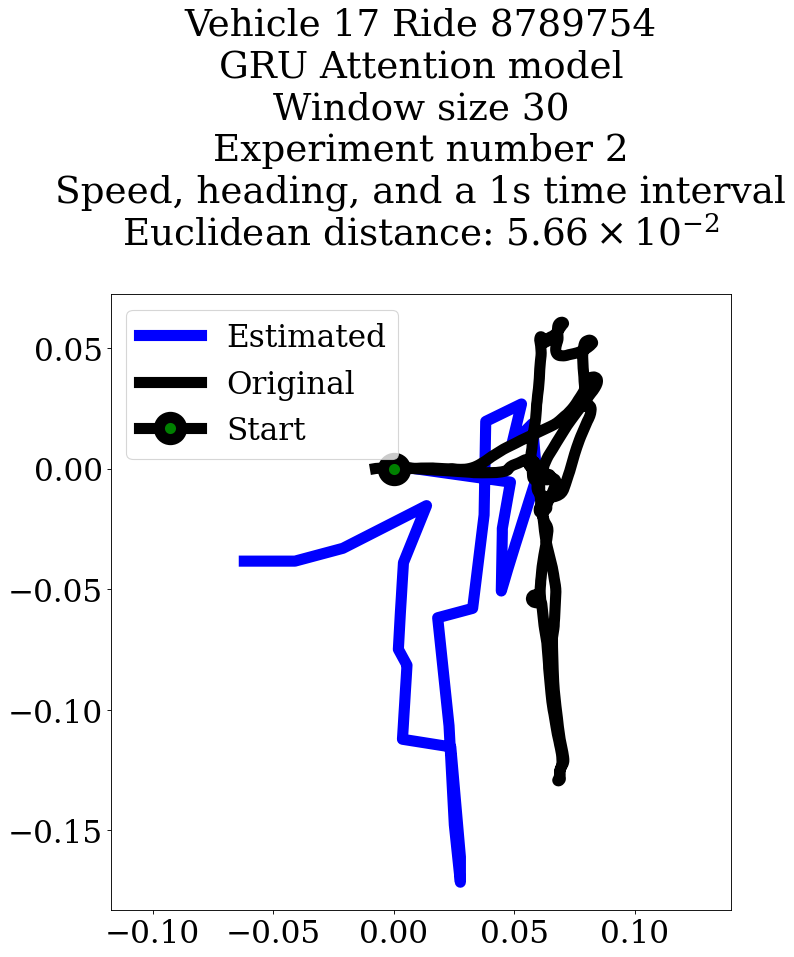 Vehicle 17 Ride 8789754
GRU Attention model
Window size 30
Experiment number 2
Speed, heading, and a 1s time interval
Euclidean distance: 5.66 × 10⁻²
Estimated
Original
Start
0.05
0.00
−0.05
−0.10
−0.15
−0.10 −0.05 0.00 0.05 0.10